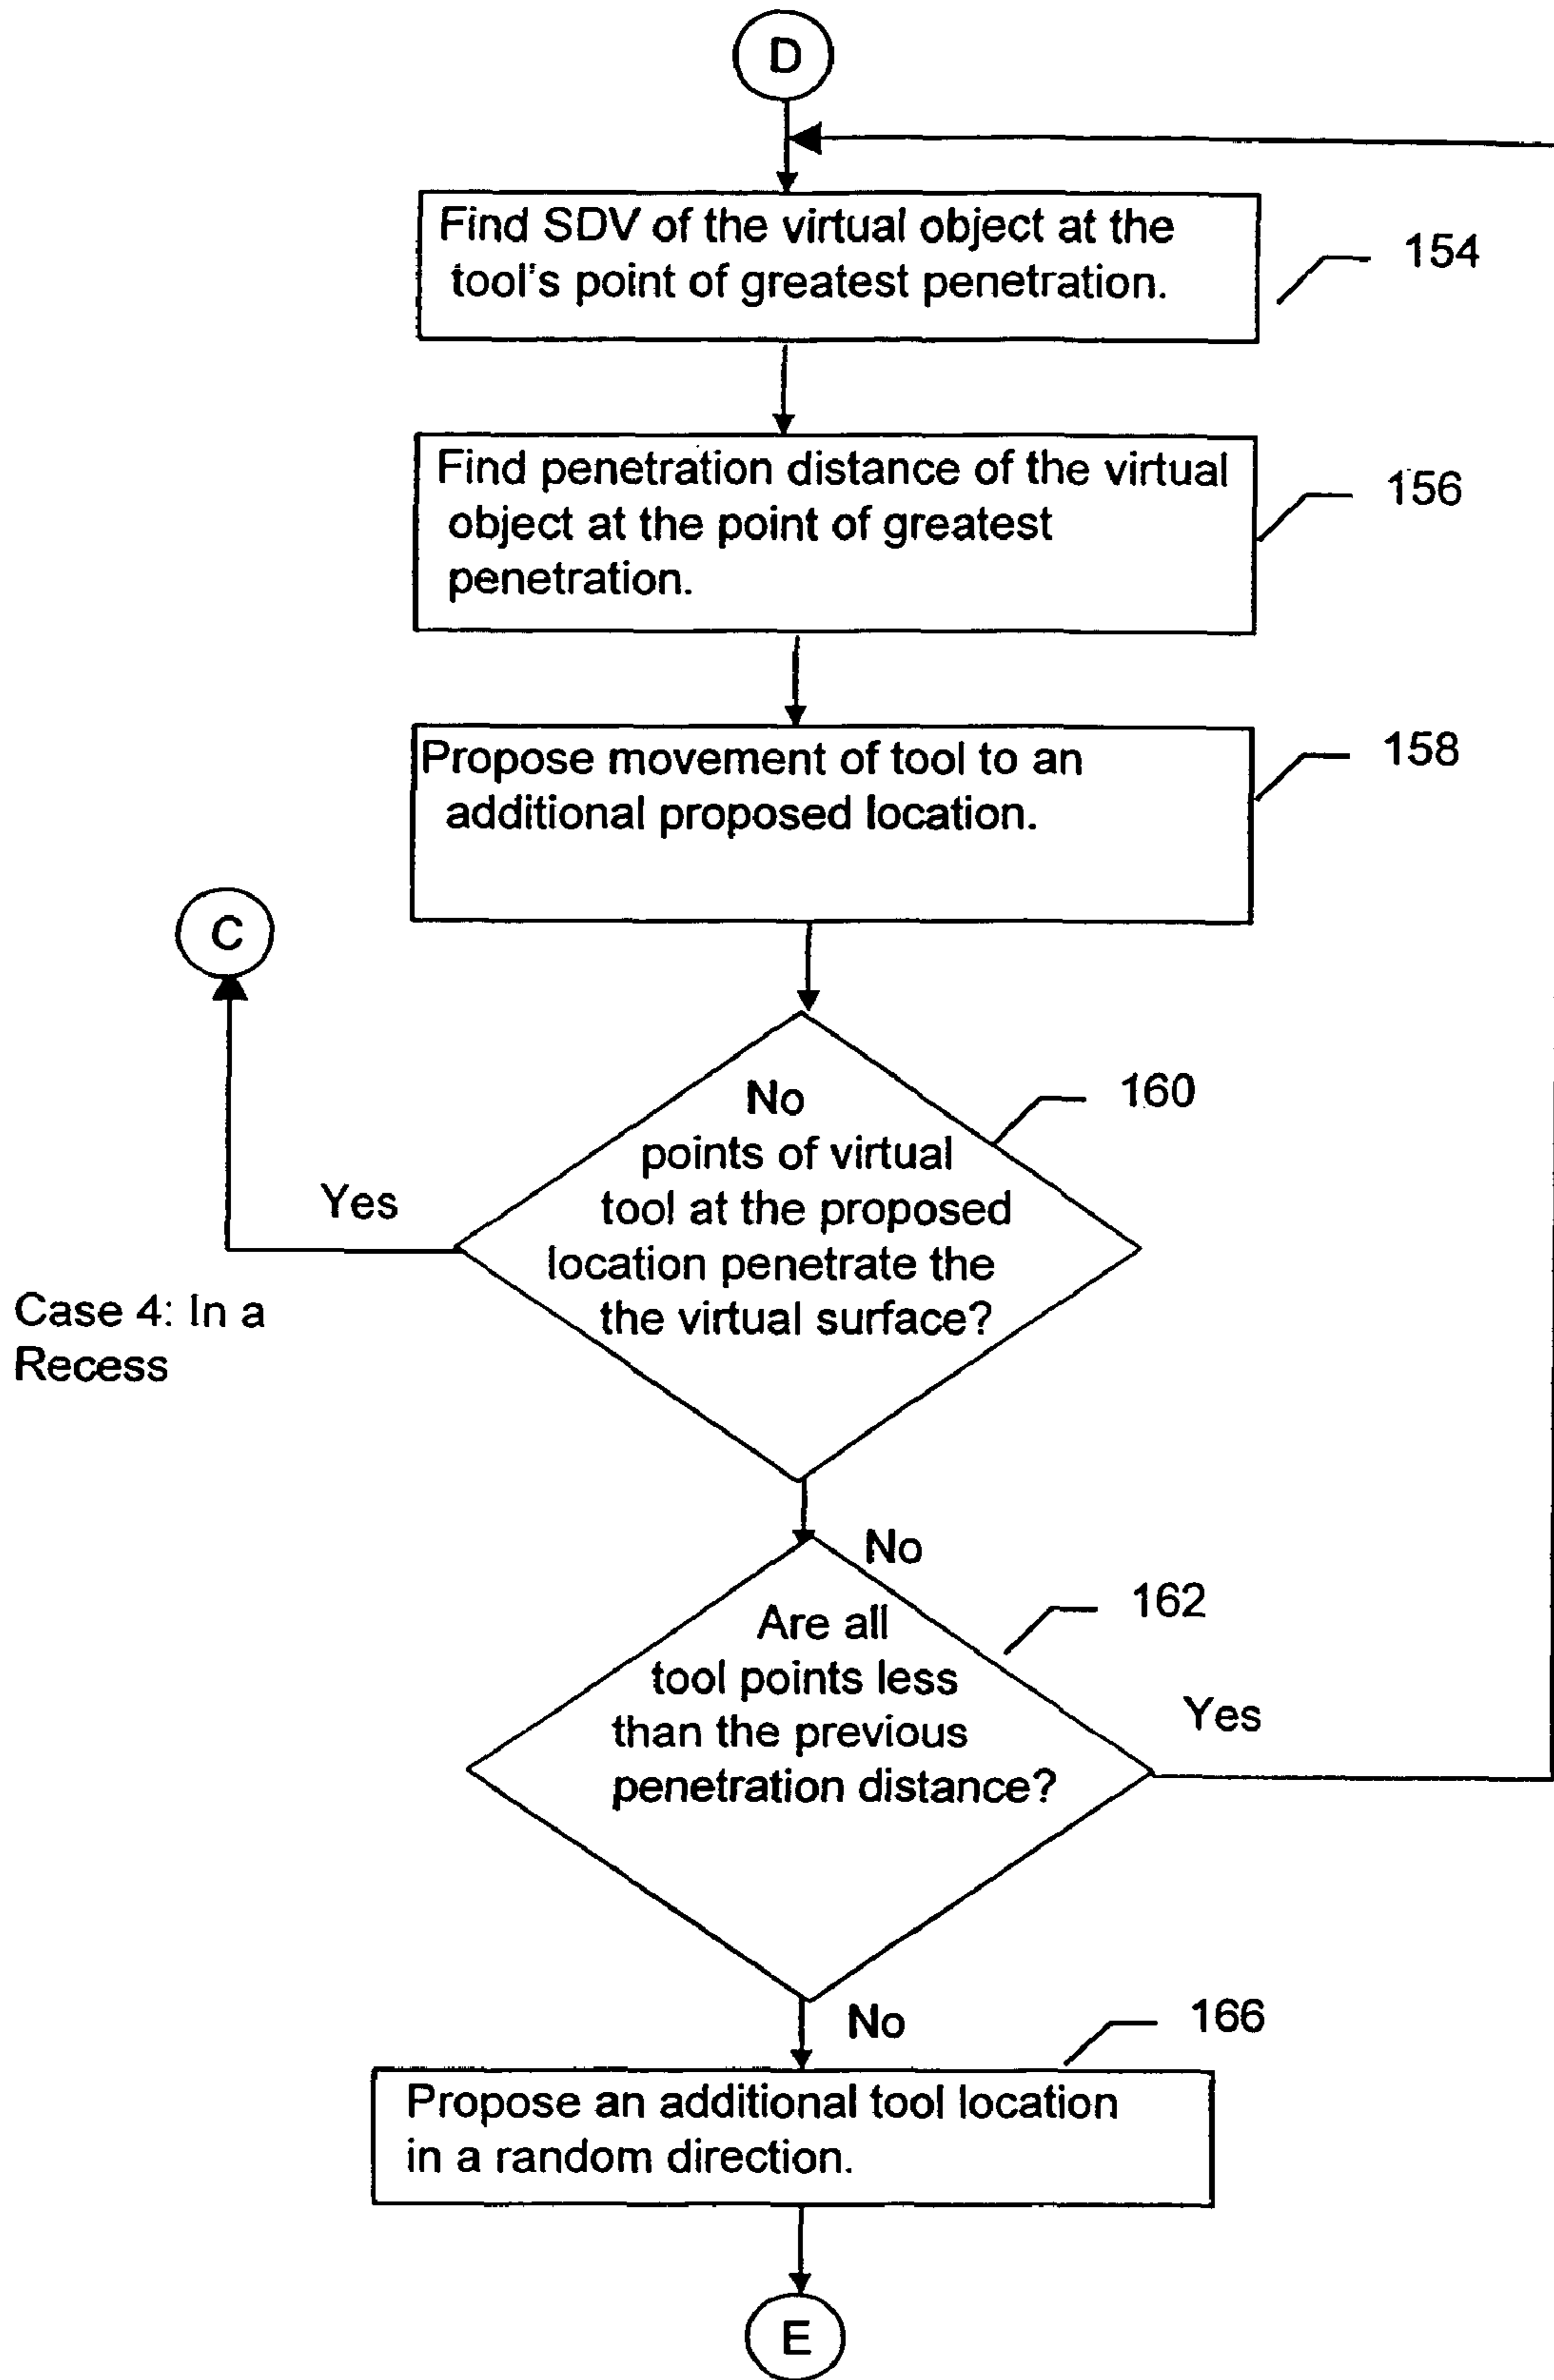 D
Find SDV of the virtual object at the
tool's point of greatest penetration.
154
Find penetration distance of the virtual
object at the point of greatest
penetration.
156
Propose movement of tool to an
additional proposed location.
158
C
No
points of virtual
tool at the proposed
location penetrate the
the virtual surface?
160
Yes
Case 4: In a
Recess
No
Are all
tool points less
than the previous
penetration distance?
162
Yes
No
166
Propose an additional tool location
in a random direction.
E